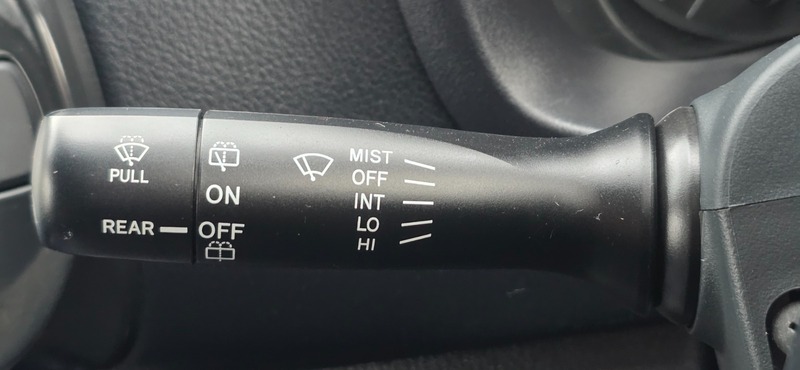 PULL
REAR
ON
OFF
MIST
OFF
INT
LO
HI